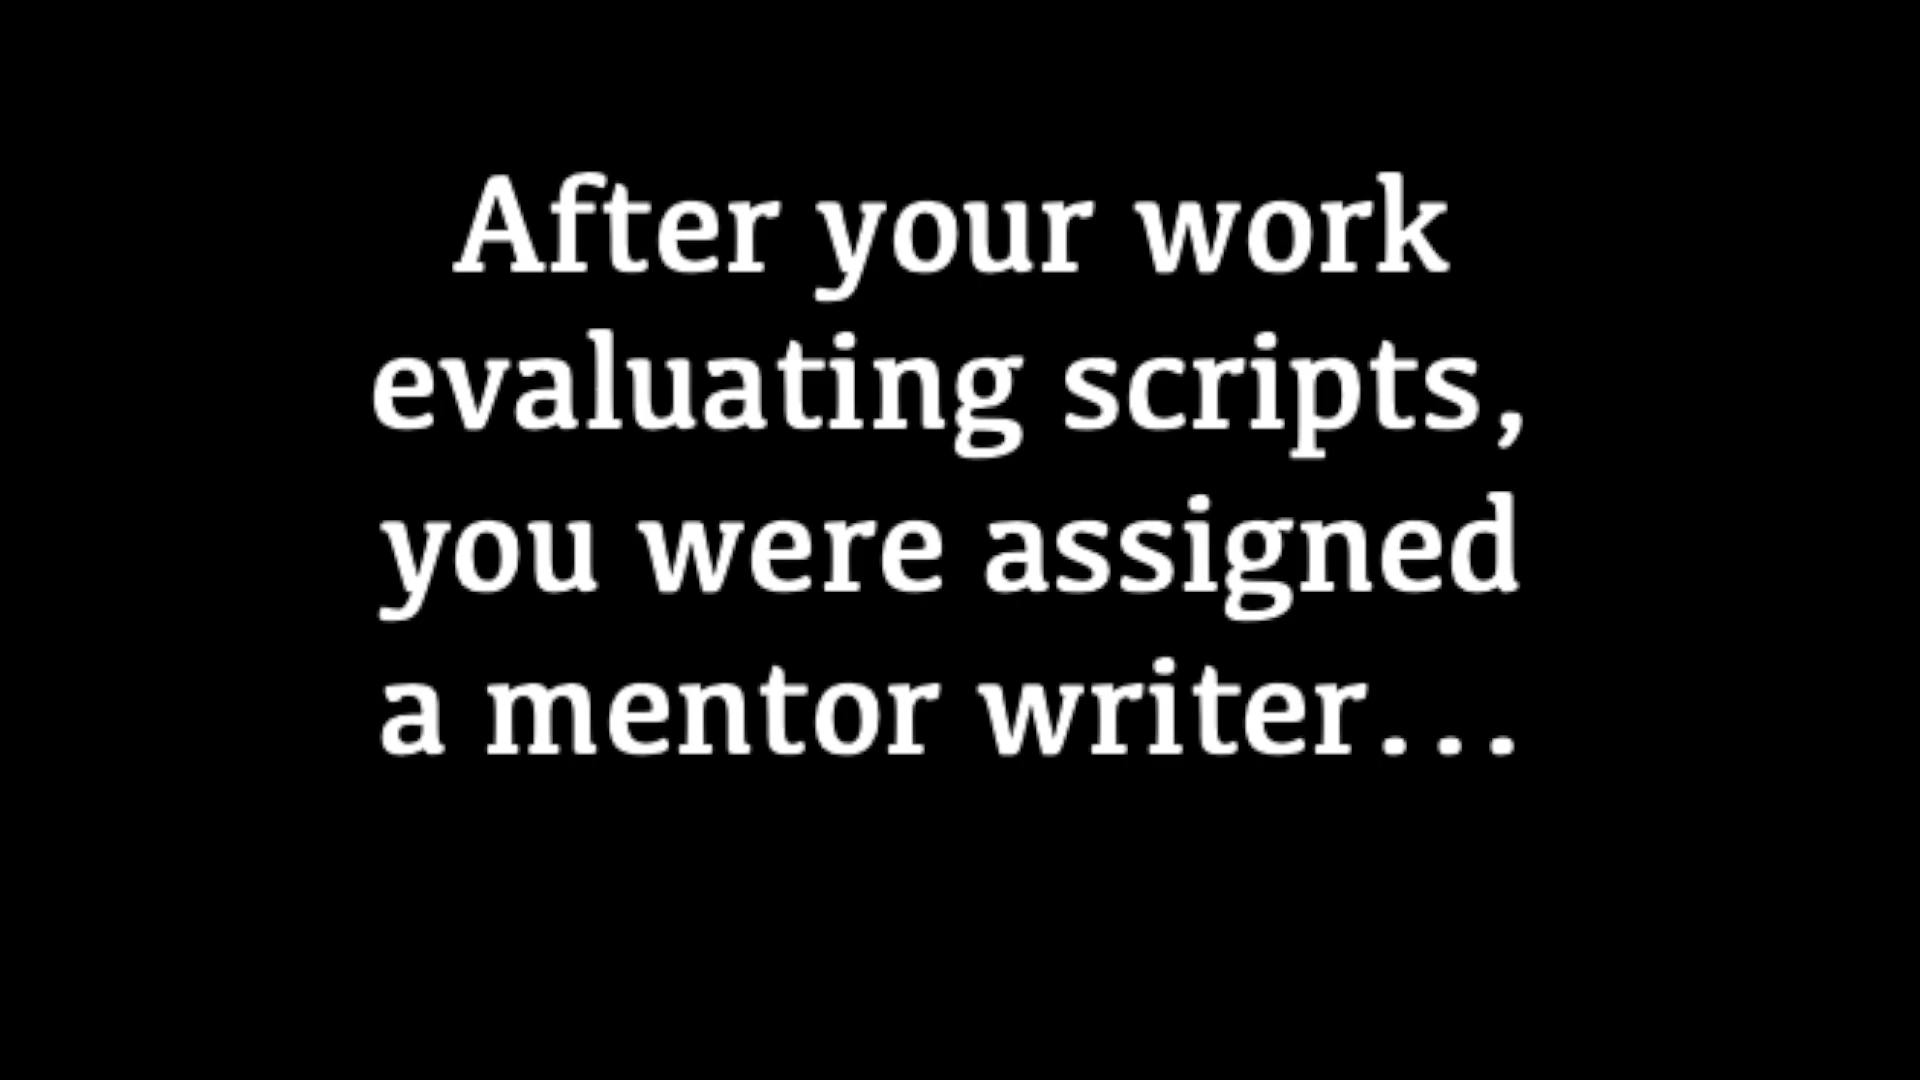 After your work
evaluating scripts,
you were assigned
a mentor writer...